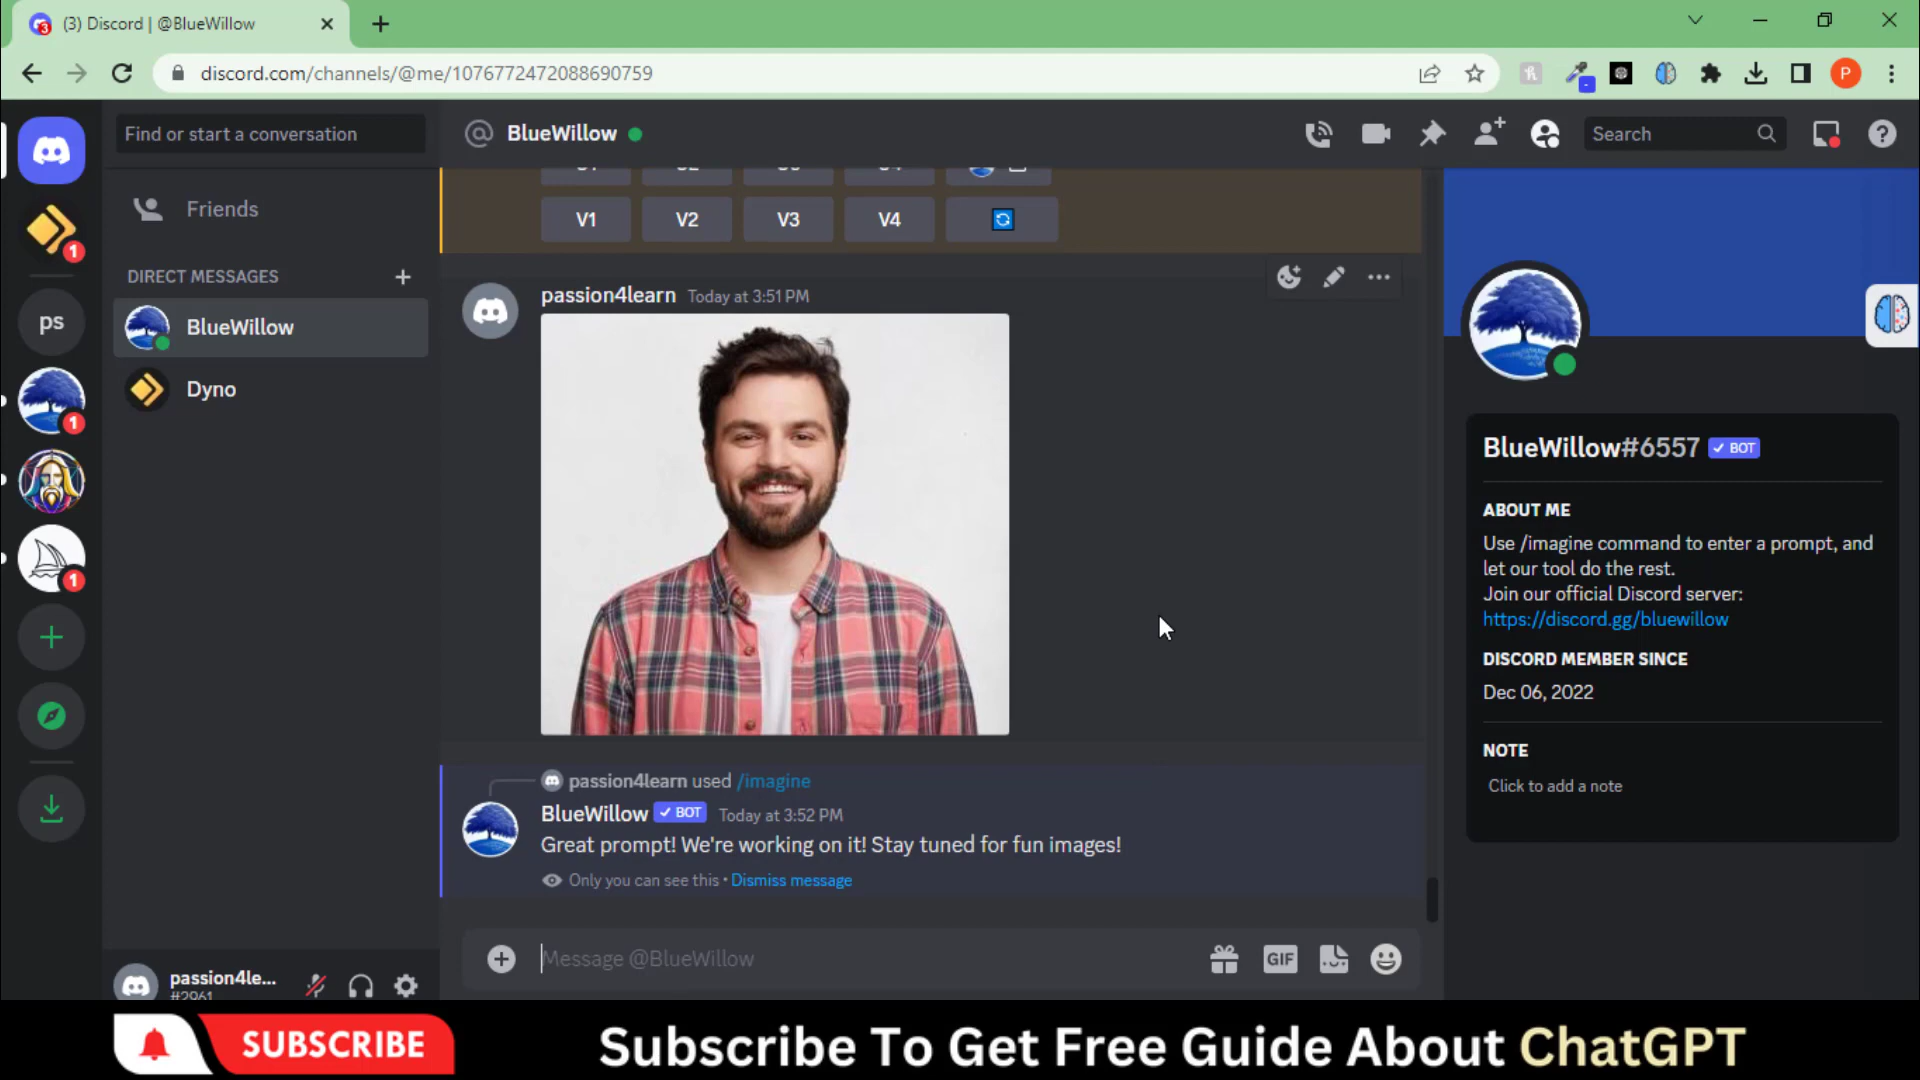 (3) Discord | @BlueWillow
discord.com/channels/@me/1076772472088690759
P
Find or start a conversation
BlueWillow
Search
Friends
DIRECT MESSAGES
BlueWillow
Dyno
1
ps
1
1
V1 V2 V3 V4
passion4learn Today at 3:51 PM
passion4learn used /imagine
BlueWillow BOT Today at 3:52 PM
Great prompt! We're working on it! Stay tuned for fun images!
Only you can see this • Dismiss message
Message @BlueWillow
GIF
BlueWillow#6557 BOT
ABOUT ME
Use /imagine command to enter a prompt, and
let our tool do the rest.
Join our official Discord server:
https://discord.gg/bluewillow
DISCORD MEMBER SINCE
Dec 06, 2022
NOTE
Click to add a note
passion4le...
#2961
SUBSCRIBE
Subscribe To Get Free Guide About ChatGPT